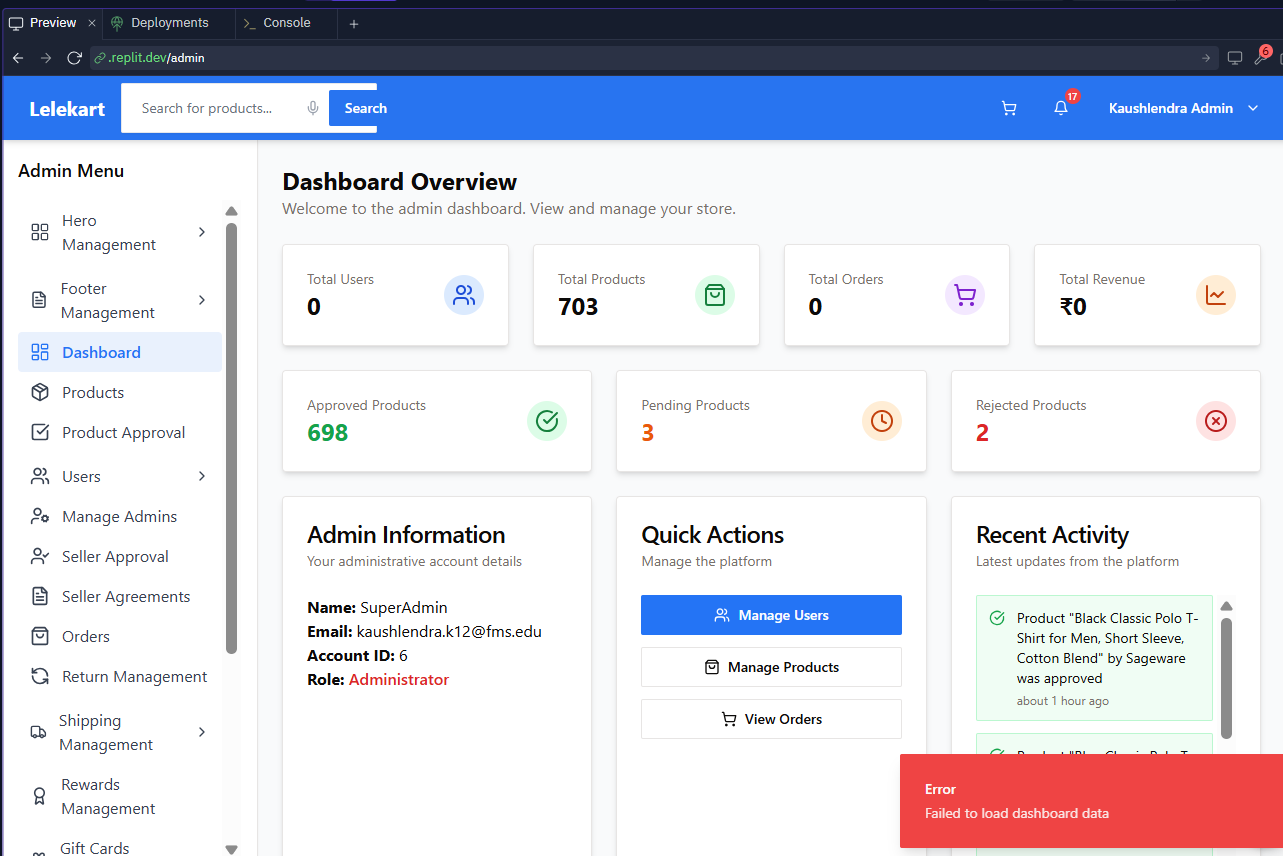 Preview
Deployments
Console
.replit.dev/admin
6
Lelekart
Search for products...
Search
17
Kaushlendra Admin
Admin Menu
Hero
Management
Footer
Management
Dashboard
Products
Product Approval
Users
Manage Admins
Seller Approval
Seller Agreements
Orders
Return Management
Shipping
Management
Rewards
Management
Gift Cards
Dashboard Overview
Welcome to the admin dashboard. View and manage your store.
Total Users
0
Total Products
703
Total Orders
0
Total Revenue
₹0
Approved Products
698
Pending Products
3
Rejected Products
2
Admin Information
Your administrative account details
Name: SuperAdmin
Email: kaushlendra.k12@fms.edu
Account ID: 6
Role: Administrator
Quick Actions
Manage the platform
Manage Users
Manage Products
View Orders
Recent Activity
Latest updates from the platform
Product "Black Classic Polo T-
Shirt for Men, Short Sleeve,
Cotton Blend" by Sageware
was approved
about 1 hour ago
Product "Blue Classic Polo T-
Error
Failed to load dashboard data